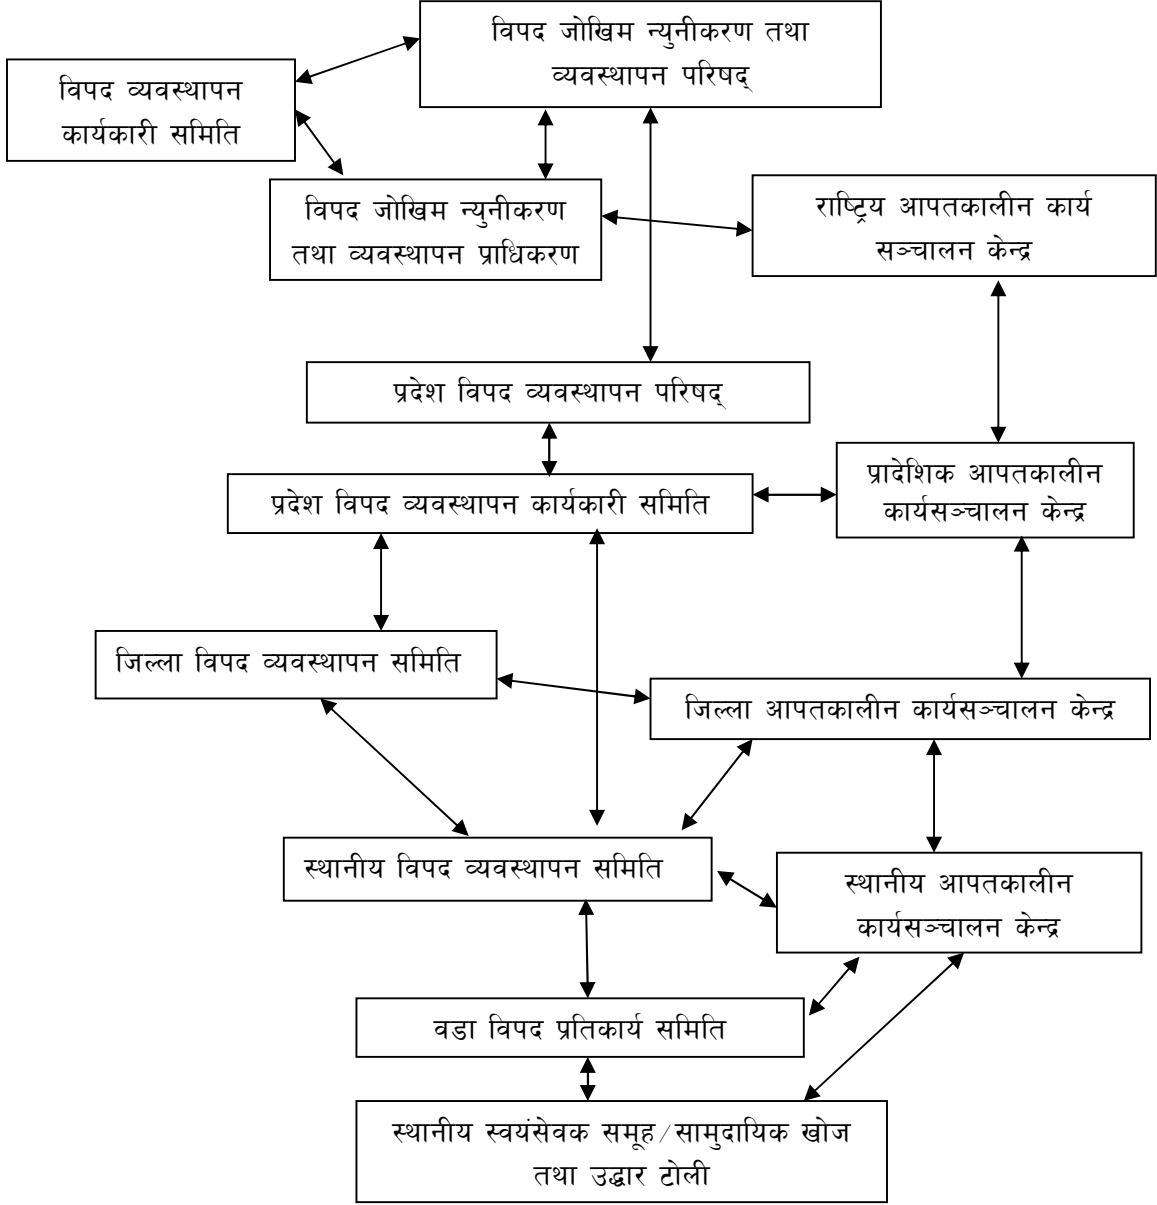 विपद जोखिम न्युनीकरण तथा
व्यवस्थापन परिषद्
विपद व्यवस्थापन
कार्यकारी समिति
विपद जोखिम न्युनीकरण
तथा व्यवस्थापन प्राधिकरण
राष्ट्रिय आपतकालीन कार्य
सञ्चालन केन्द्र
प्रदेश विपद व्यवस्थापन परिषद्
प्रादेशिक आपतकालीन
कार्यसञ्चालन केन्द्र
प्रदेश विपद व्यवस्थापन कार्यकारी समिति
जिल्ला विपद व्यवस्थापन समिति
जिल्ला आपतकालीन कार्यसञ्चालन केन्द्र
स्थानीय विपद व्यवस्थापन समिति
स्थानीय आपतकालीन
कार्यसञ्चालन केन्द्र
वडा विपद प्रतिकार्य समिति
स्थानीय स्वयंसेवक समूह/सामुदायिक खोज
तथा उद्धार टोली